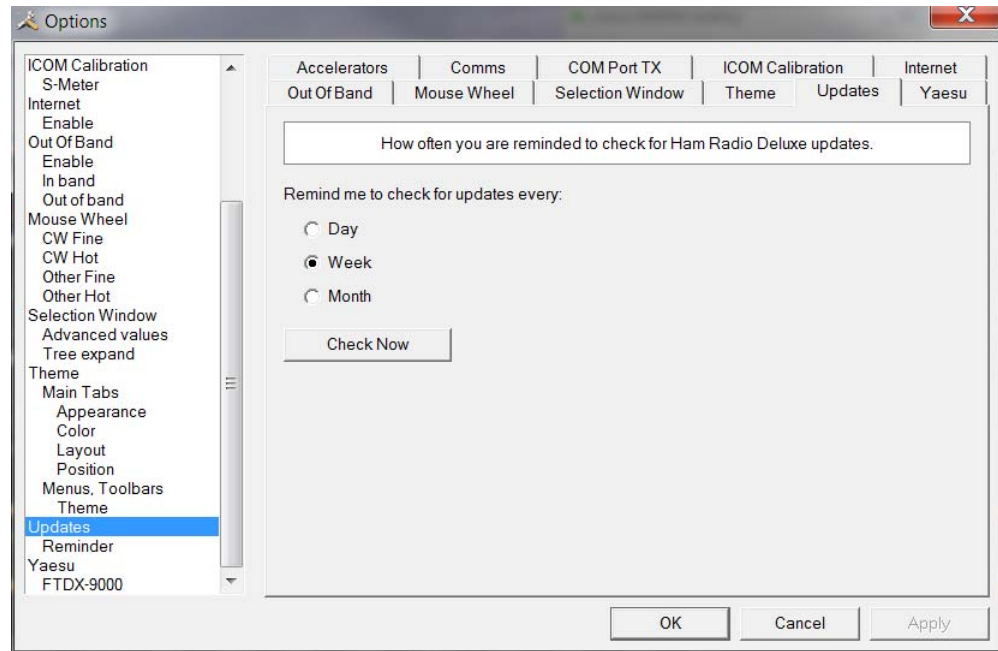 Options
ICOM Calibration
S-Meter
Internet
Enable
Out Of Band
Enable
In band
Out of band
Mouse Wheel
CW Fine
CW Hot
Other Fine
Other Hot
Selection Window
Advanced values
Tree expand
Theme
Main Tabs
Appearance
Color
Layout
Position
Menus, Toolbars
Theme
Updates
Reminder
Yaesu
FTDX-9000
Accelerators Comms COM Port TX ICOM Calibration Internet
Out Of Band Mouse Wheel Selection Window Theme Updates Yaesu
How often you are reminded to check for Ham Radio Deluxe updates.
Remind me to check for updates every:
Day
Week
Month
Check Now
OK Cancel Apply